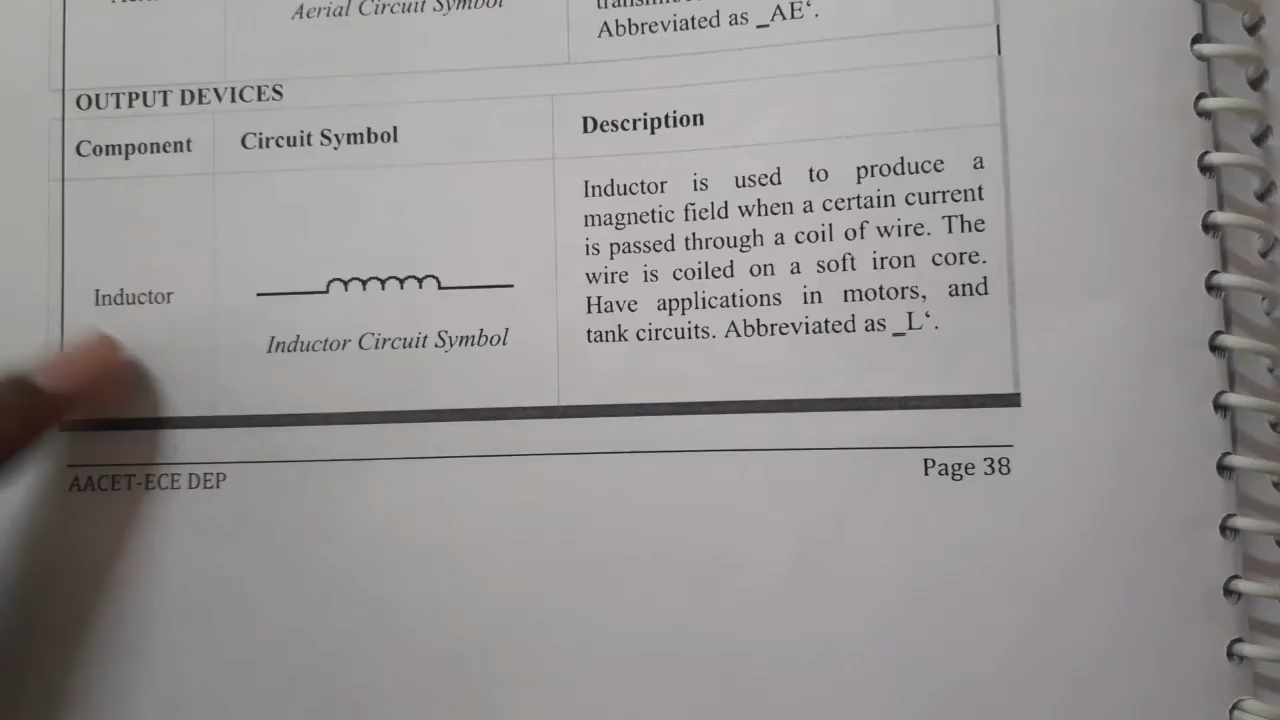 Aerial Circuit Symbol
Abbreviated as _AE‘.
OUTPUT DEVICES
Component
Circuit Symbol
Description
Inductor
Inductor Circuit Symbol
Inductor is used to produce a
magnetic field when a certain current
is passed through a coil of wire. The
wire is coiled on a soft iron core.
Have applications in motors, and
tank circuits. Abbreviated as _L‘.
AACET-ECE DEP
Page 38